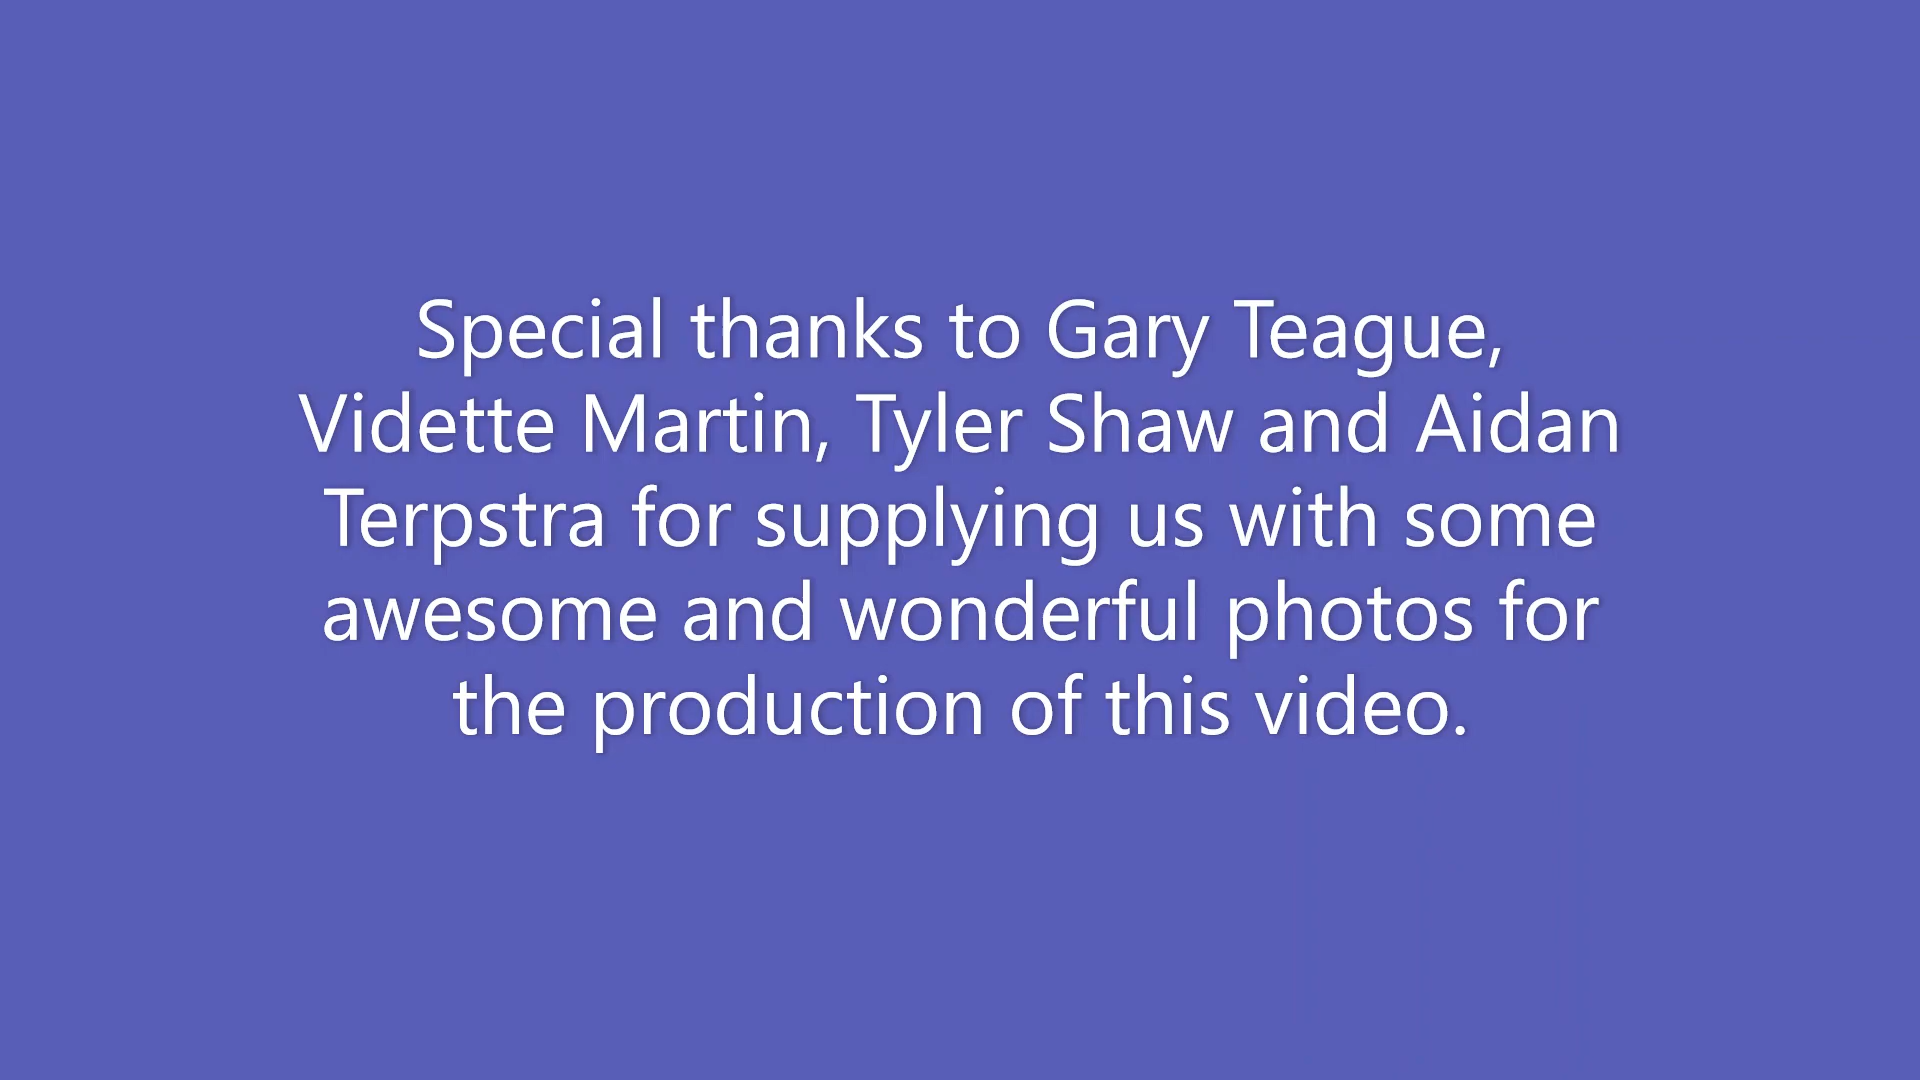 Special thanks to Gary Teague,
Vidette Martin, Tyler Shaw and Aidan
Terpstra for supplying us with some
awesome and wonderful photos for
the production of this video.